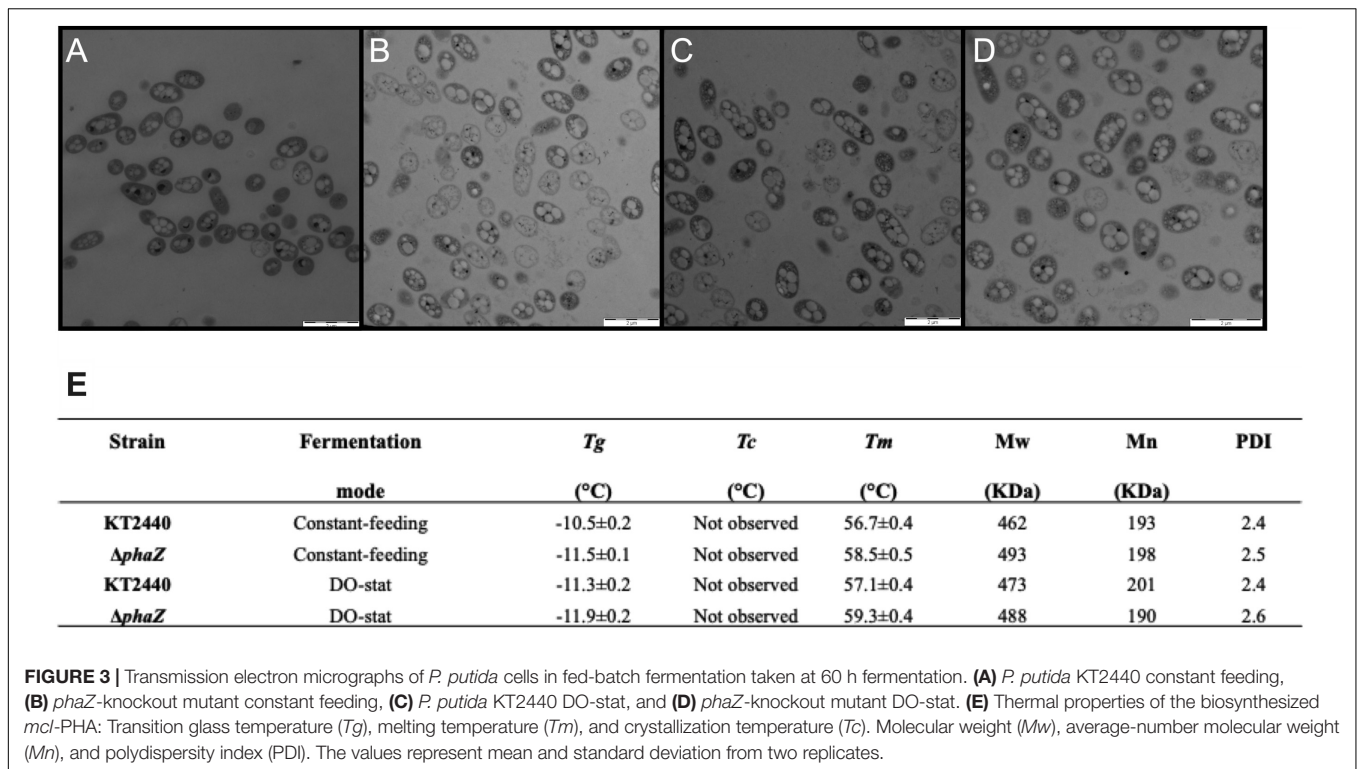 A B C D
2 µm 2 µm 2 µm
E
Strain Fermentation Tg Tc Tm Mw Mn PDI
mode (°C) (°C) (°C) (KDa) (KDa)
KT2440 Constant-feeding -10.5±0.2 Not observed 56.7±0.4 462 193 2.4
ΔphaZ Constant-feeding -11.5±0.1 Not observed 58.5±0.5 493 198 2.5
KT2440 DO-stat -11.3±0.2 Not observed 57.1±0.4 473 201 2.4
ΔphaZ DO-stat -11.9±0.2 Not observed 59.3±0.4 488 190 2.6
FIGURE 3 | Transmission electron micrographs of P. putida cells in fed-batch fermentation taken at 60 h fermentation. (A) P. putida KT2440 constant feeding,
(B) phaZ-knockout mutant constant feeding, (C) P. putida KT2440 DO-stat, and (D) phaZ-knockout mutant DO-stat. (E) Thermal properties of the biosynthesized
mcl-PHA: Transition glass temperature (Tg), melting temperature (Tm), and crystallization temperature (Tc). Molecular weight (Mw), average-number molecular weight
(Mn), and polydispersity index (PDI). The values represent mean and standard deviation from two replicates.